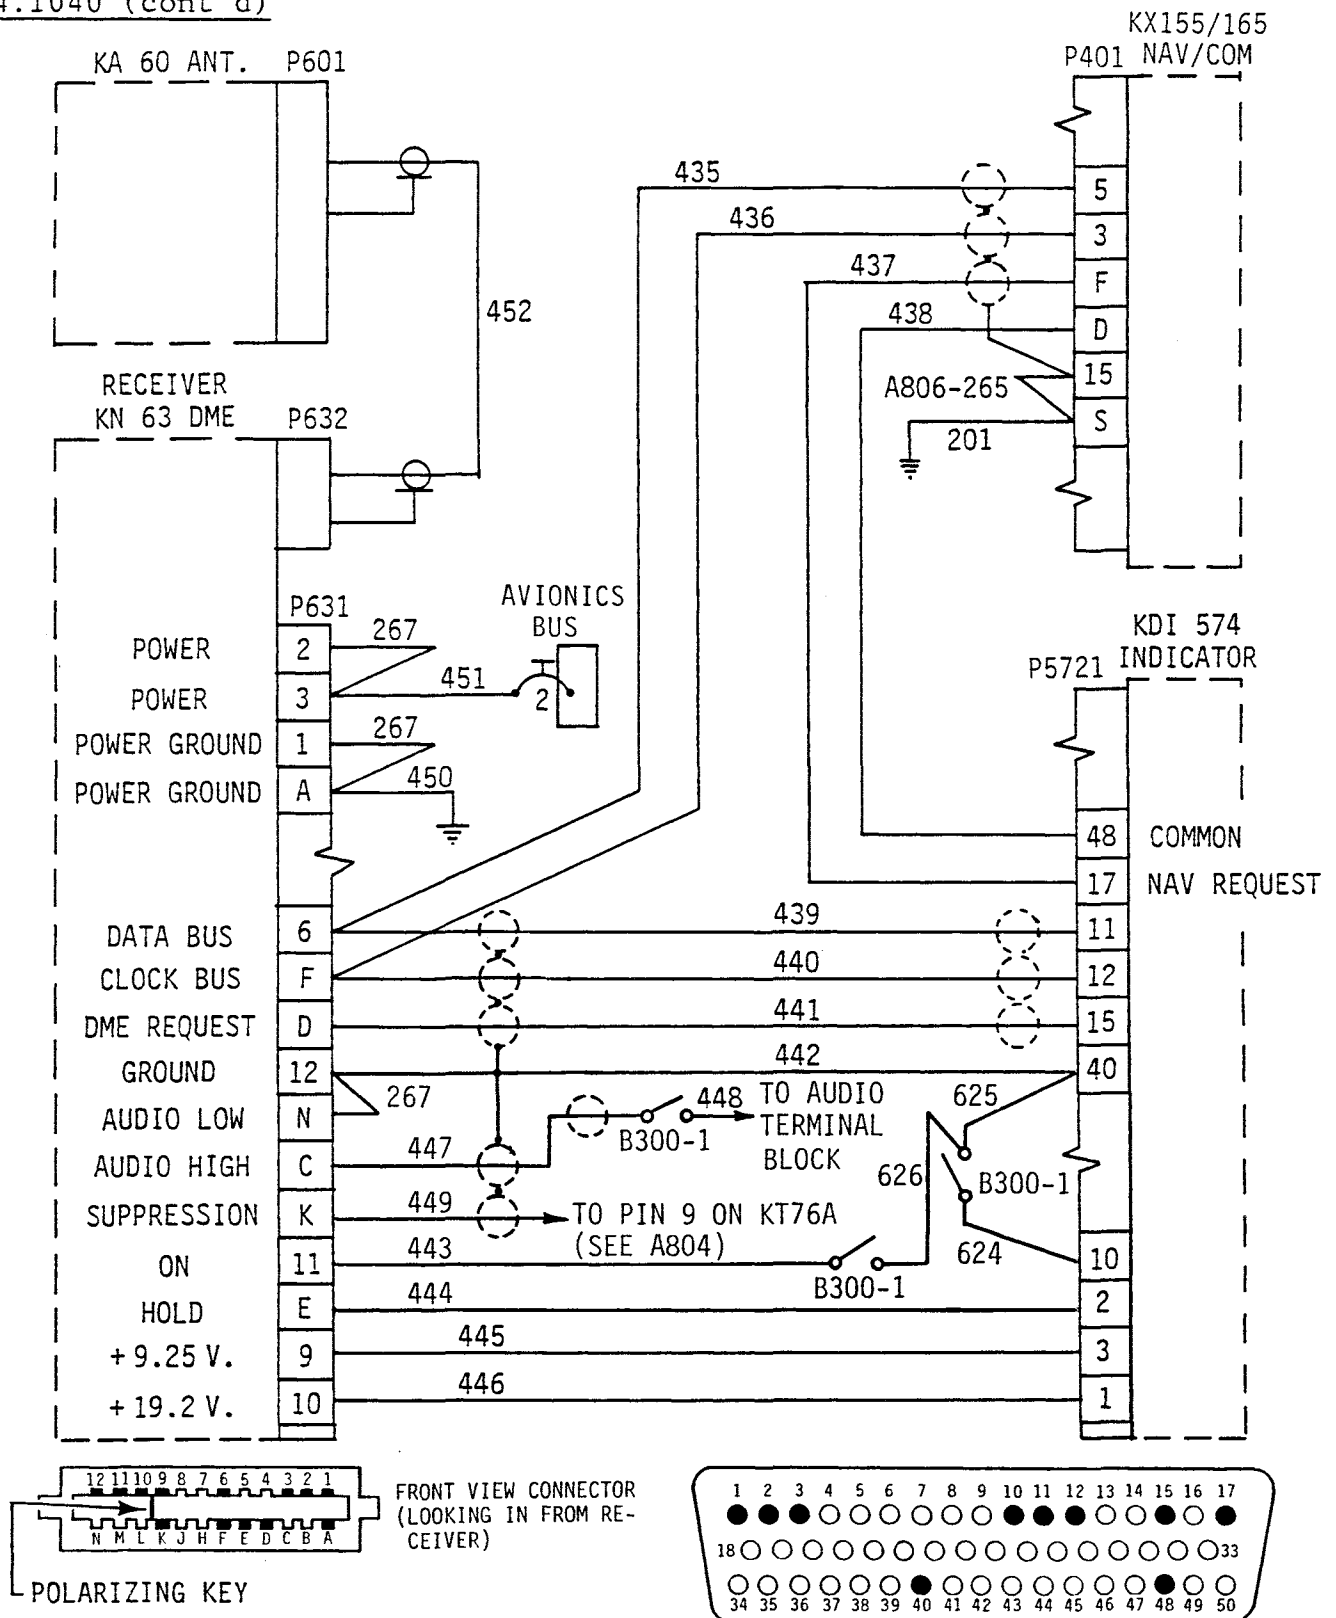 4.1040 (cont'd)
KX155/165
NAV/COM
KA 60 ANT. P601
P401
435
5
436
3
437
F
438
D
452
A806-265
15
S
201
RECEIVER
KN 63 DME P632
P631
AVIONICS
BUS
KDI 574
INDICATOR
P5721
POWER 2 267
POWER 3 451 2
POWER GROUND 1 267
POWER GROUND A 450
48 COMMON
17 NAV REQUEST
DATA BUS 6 439 11
CLOCK BUS F 440 12
DME REQUEST D 441 15
GROUND 12 442 40
AUDIO LOW N 267
448 TO AUDIO
TERMINAL
BLOCK
B300-1
625
AUDIO HIGH C 447
626
B300-1
SUPPRESSION K 449 TO PIN 9 ON KT76A
(SEE A804)
624
ON 11 443 10
B300-1
HOLD E 444 2
+9.25 V. 9 445 3
+19.2 V. 10 446 1
12 11 10 9 8 7 6 5 4 3 2 1
N M L K J H F E D C B A
FRONT VIEW CONNECTOR
(LOOKING IN FROM RE-
CEIVER)
POLARIZING KEY
1 2 3 4 5 6 7 8 9 10 11 12 13 14 15 16 17
18 33
34 35 36 37 38 39 40 41 42 43 44 45 46 47 48 49 50